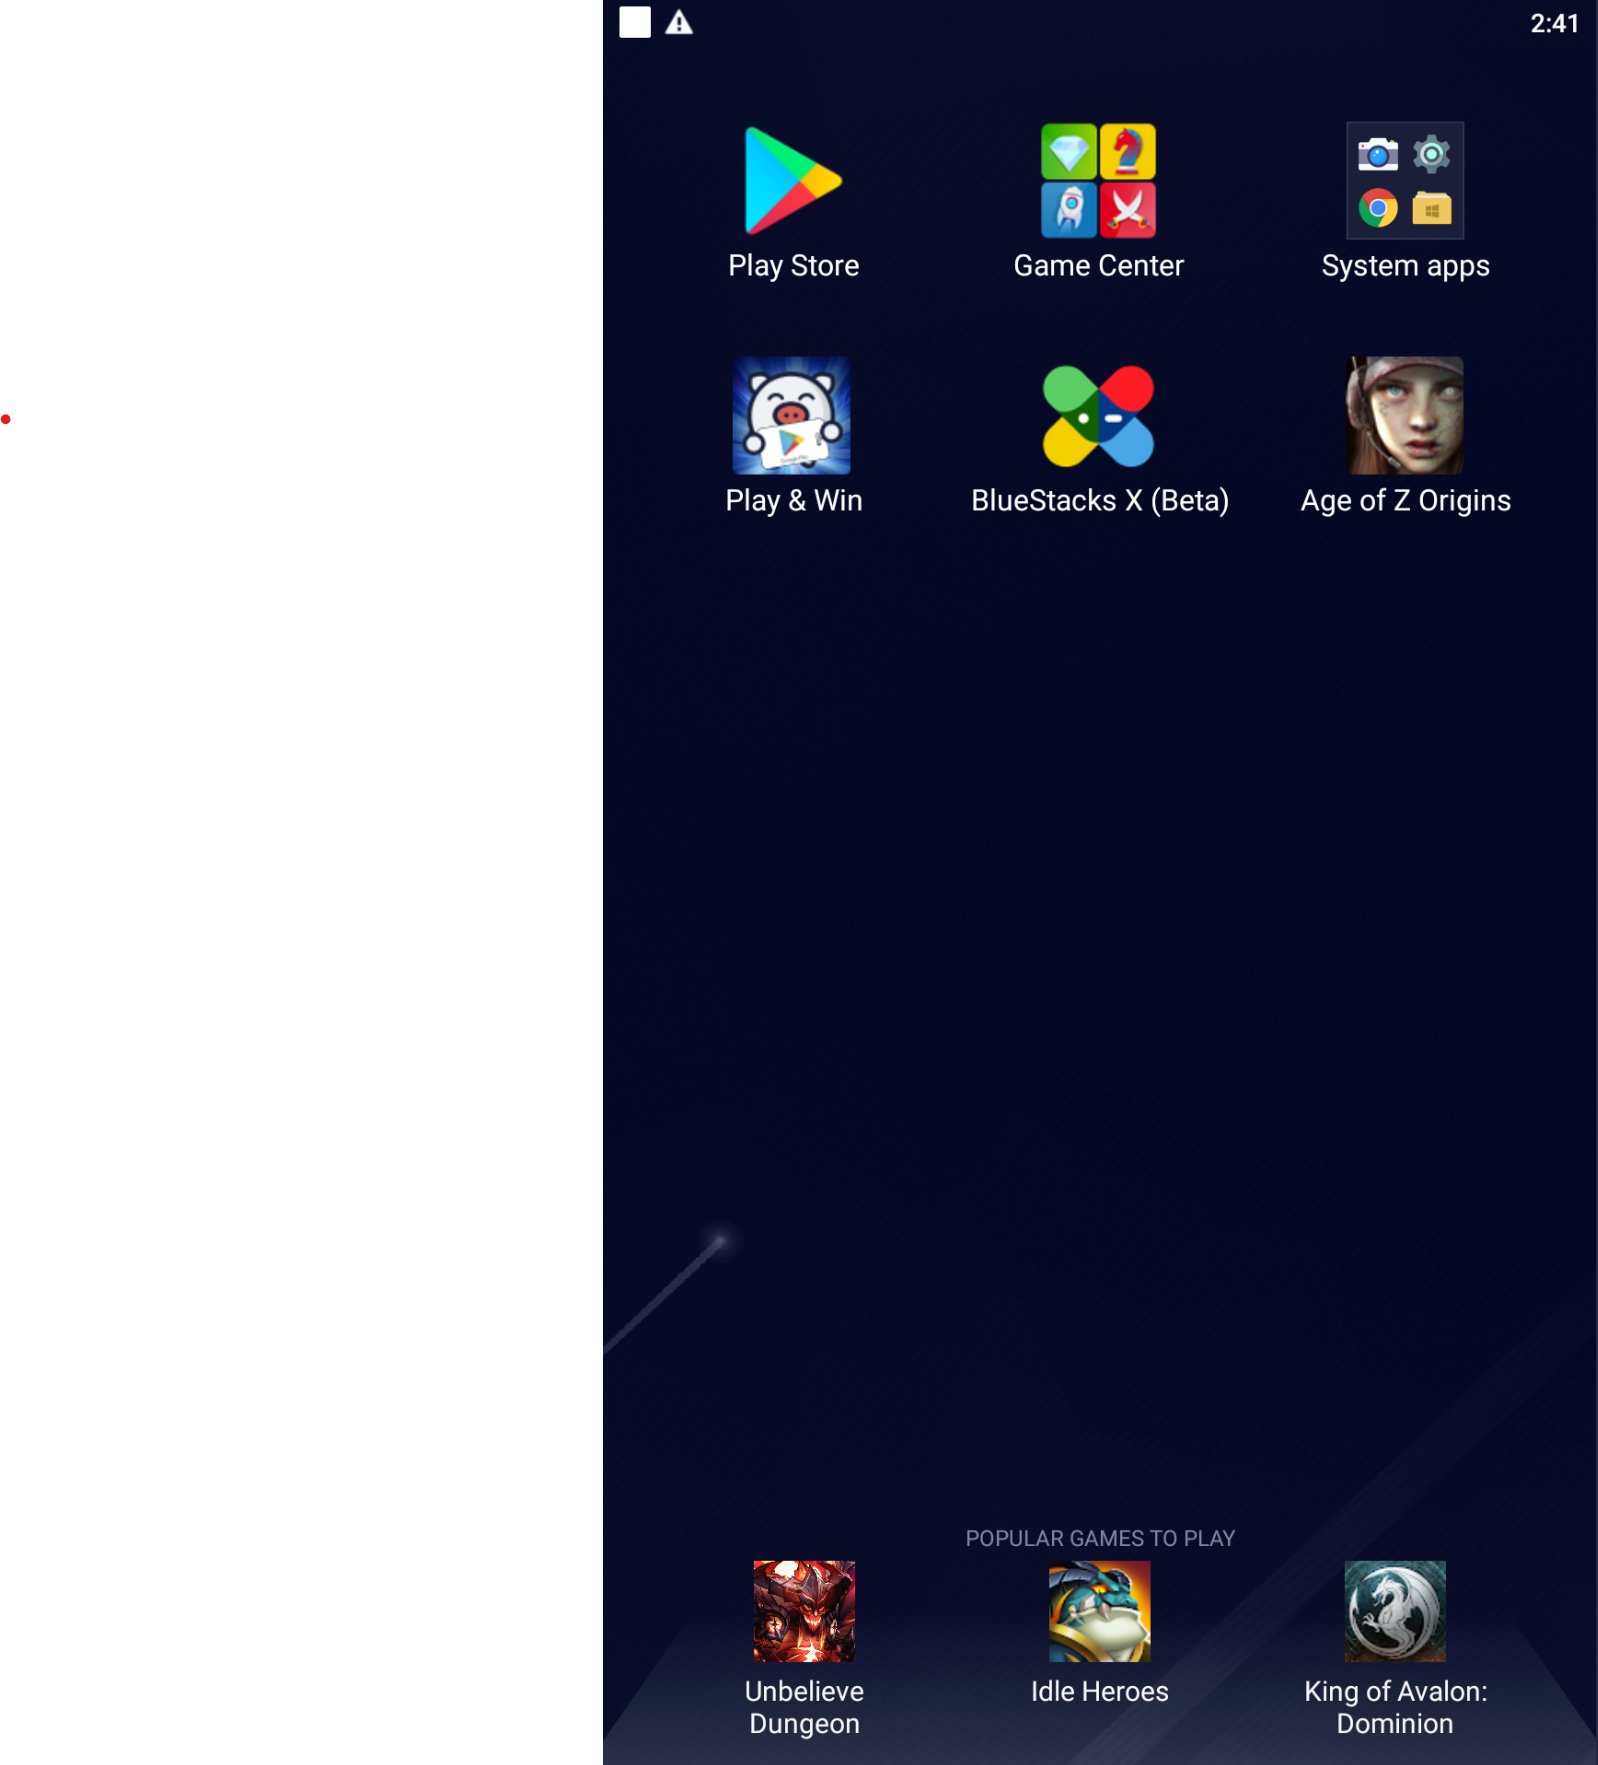 2:41
Play Store
Game Center
System apps
Play & Win
BlueStacks X (Beta)
Age of Z Origins
POPULAR GAMES TO PLAY
Unbelieve
Dungeon
Idle Heroes
King of Avalon:
Dominion